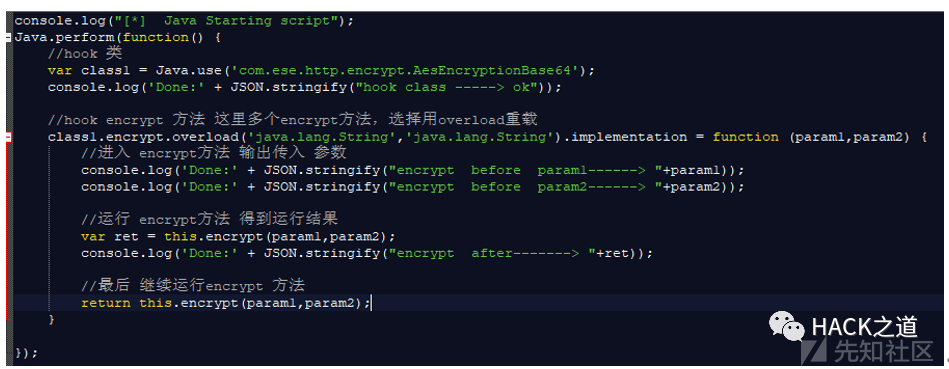 console.log("[*]  Java Starting script");
Java.perform(function() {
    //hook 类
    var class1 = Java.use('com.ese.http.encrypt.AesEncryptionBase64');
    console.log('Done:' + JSON.stringify("hook class -----> ok"));

    //hook encrypt 方法 这里多个encrypt方法，选择用overload重载
    class1.encrypt.overload('java.lang.String','java.lang.String').implementation = function (param1,param2) {
        //进入 encrypt方法 输出传入 参数
        console.log('Done:' + JSON.stringify("encrypt  before  param1------> "+param1));
        console.log('Done:' + JSON.stringify("encrypt  before  param2------> "+param2));

        //运行 encrypt方法 得到运行结果
        var ret = this.encrypt(param1,param2);
        console.log('Done:' + JSON.stringify("encrypt  after-------> "+ret));

        //最后 继续运行encrypt 方法
        return this.encrypt(param1,param2);
    }

});
HACK之道
先知社区